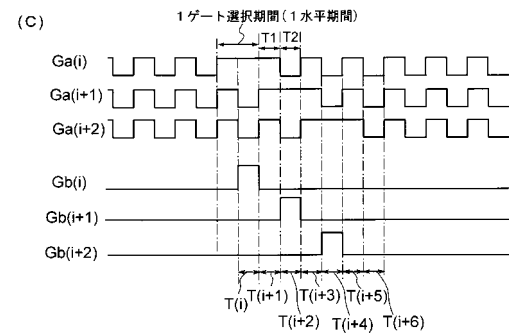 (C)
1ゲート選択期間(1水平期間)
T1 T2
Ga(i)
Ga(i+1)
Ga(i+2)
Gb(i)
Gb(i+1)
Gb(i+2)
T(i) T(i+1) T(i+2) T(i+3) T(i+4) T(i+5) T(i+6)